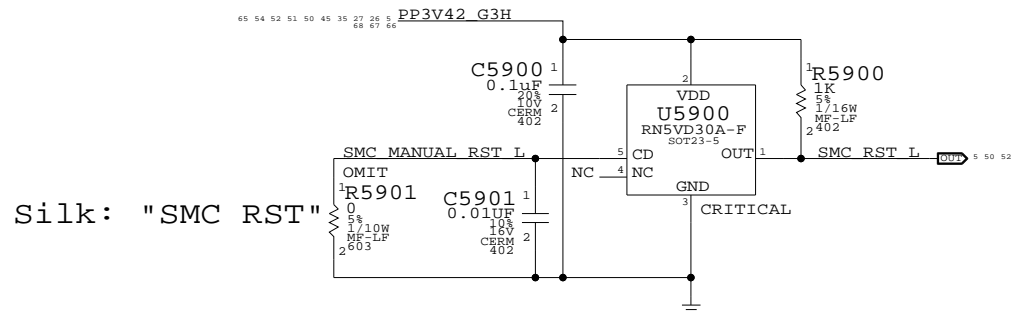 65 54 52 51 50 45 35 27 26 5 PP3V42_G3H
68 67 66
C5900 1
0.1uF
20%
10V
CERM 2
402
2
VDD
U5900
RN5VD30A-F
SOT23-5
1 R5900
1K
5%
1/16W
MF-LF
2 402
SMC_MANUAL_RST_L
5 CD
OUT 1
SMC_RST_L
OUT 5 50 52
NC 4 NC
GND
3
CRITICAL
OMIT
1 R5901
0
5%
1/10W
MF-LF
2 603
Silk: "SMC RST"
C5901 1
0.01UF
10%
16V
CERM 2
402